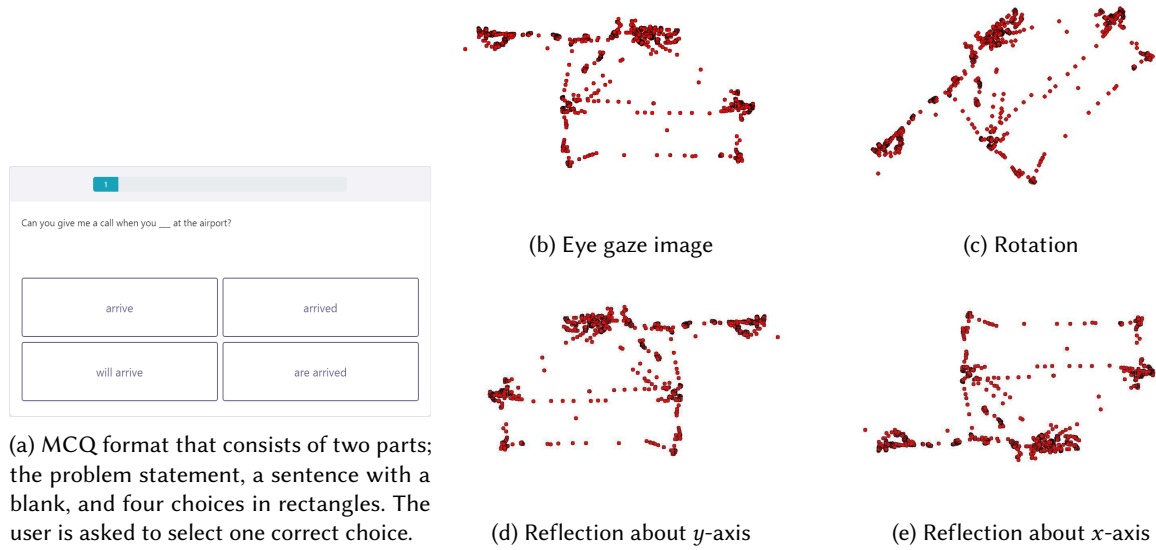 1
Can you give me a call when you ___ at the airport?
arrive
arrived
will arrive
are arrived
(a) MCQ format that consists of two parts;
the problem statement, a sentence with a
blank, and four choices in rectangles. The
user is asked to select one correct choice.
(b) Eye gaze image
(c) Rotation
(d) Reflection about y-axis
(e) Reflection about x-axis